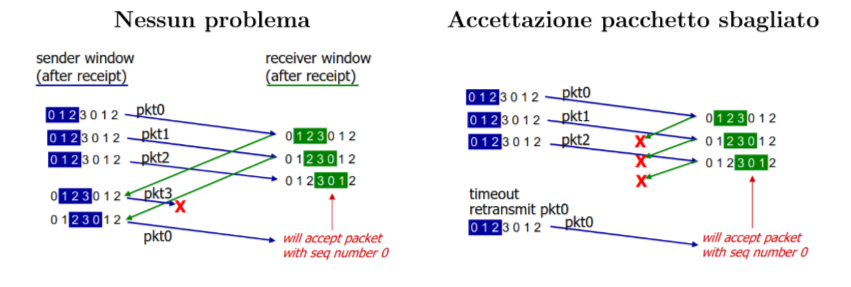 Nessun problema
sender window
(after receipt)
receiver window
(after receipt)
0 1 2 3 0 1 2
pkt0
0 1 2 3 0 1 2
pkt1
0 1 2 3 0 1 2
pkt2
0 1 2 3 0 1 2
0 1 2 3 0 1 2
0 1 2 3 0 1 2
0 1 2 3 0 1 2
pkt3
X
0 1 2 3 0 1 2
pkt0
will accept packet
with seq number 0
Accettazione pacchetto sbagliato
0 1 2 3 0 1 2
pkt0
0 1 2 3 0 1 2
pkt1
0 1 2 3 0 1 2
pkt2
0 1 2 3 0 1 2
0 1 2 3 0 1 2
0 1 2 3 0 1 2
X
X
X
timeout
retransmit pkt0
0 1 2 3 0 1 2
pkt0
will accept packet
with seq number 0